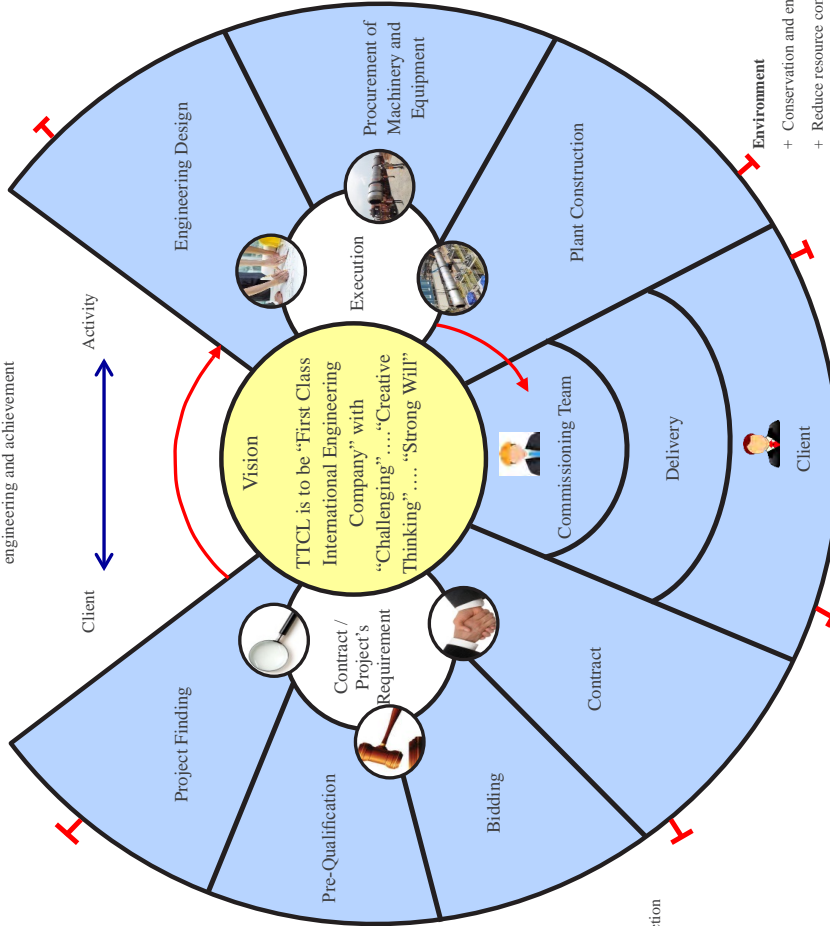 engineering and achievement
Client
Activity
Project Finding
Engineering Design
Vision
TTCL is to be “First Class
International Engineering
Company” with
“Challenging” ….“Creative
Thinking”…. “Strong Will”
Contract /
Project’s
Requirement
Execution
Pre-Qualification
Procurement of
Machinery and
Equipment
Bidding
Contract
Plant Construction
Commissioning Team
Delivery
Client
ction
Environment
+ Conservation and en
+ Reduce resource con